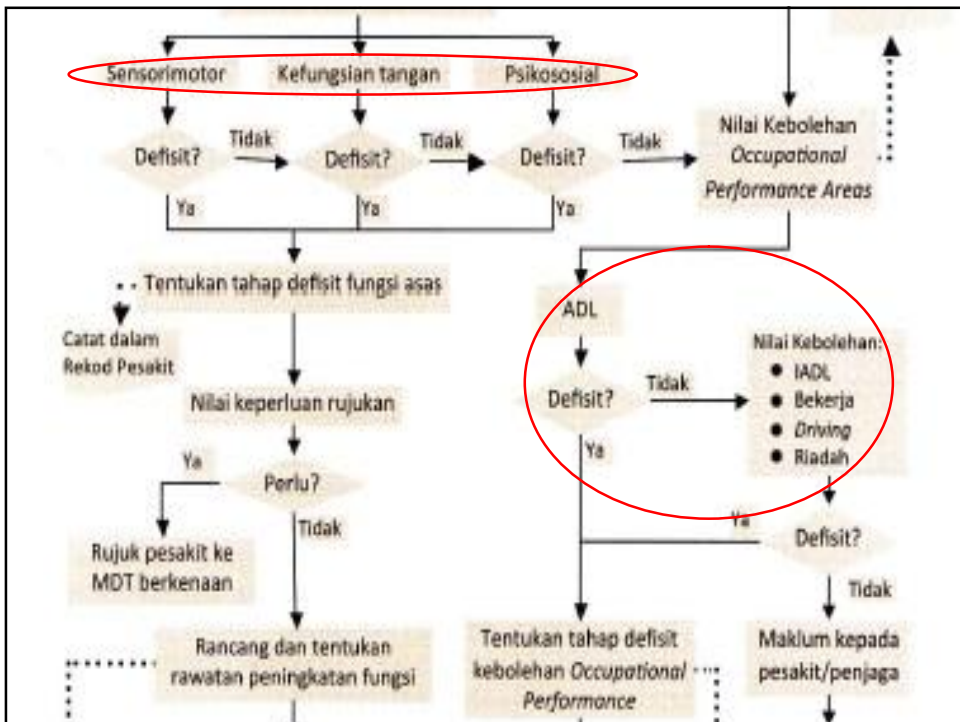 Sensorimotor
Kefungsian tangan
Psikososial
Defisit?
Tidak
Defisit?
Tidak
Defisit?
Tidak
Nilai Kebolehan
Occupational
Performance Areas
Ya
Ya
Ya
Tentukan tahap defisit fungsi asas
Catat dalam
Rekod Pesakit
Nilai keperluan rujukan
Ya
Perlu?
Tidak
Rujuk pesakit ke
MDT berkenaan
Rancang dan tentukan
rawatan peningkatan fungsi
ADL
Defisit?
Tidak
Ya
Nilai Kebolehan:
● IADL
● Bekerja
● Driving
● Riadah
Ya
Defisit?
Tidak
Tentukan tahap defisit
kebolehan Occupational
Performance
Maklum kepada
pesakit/penjaga